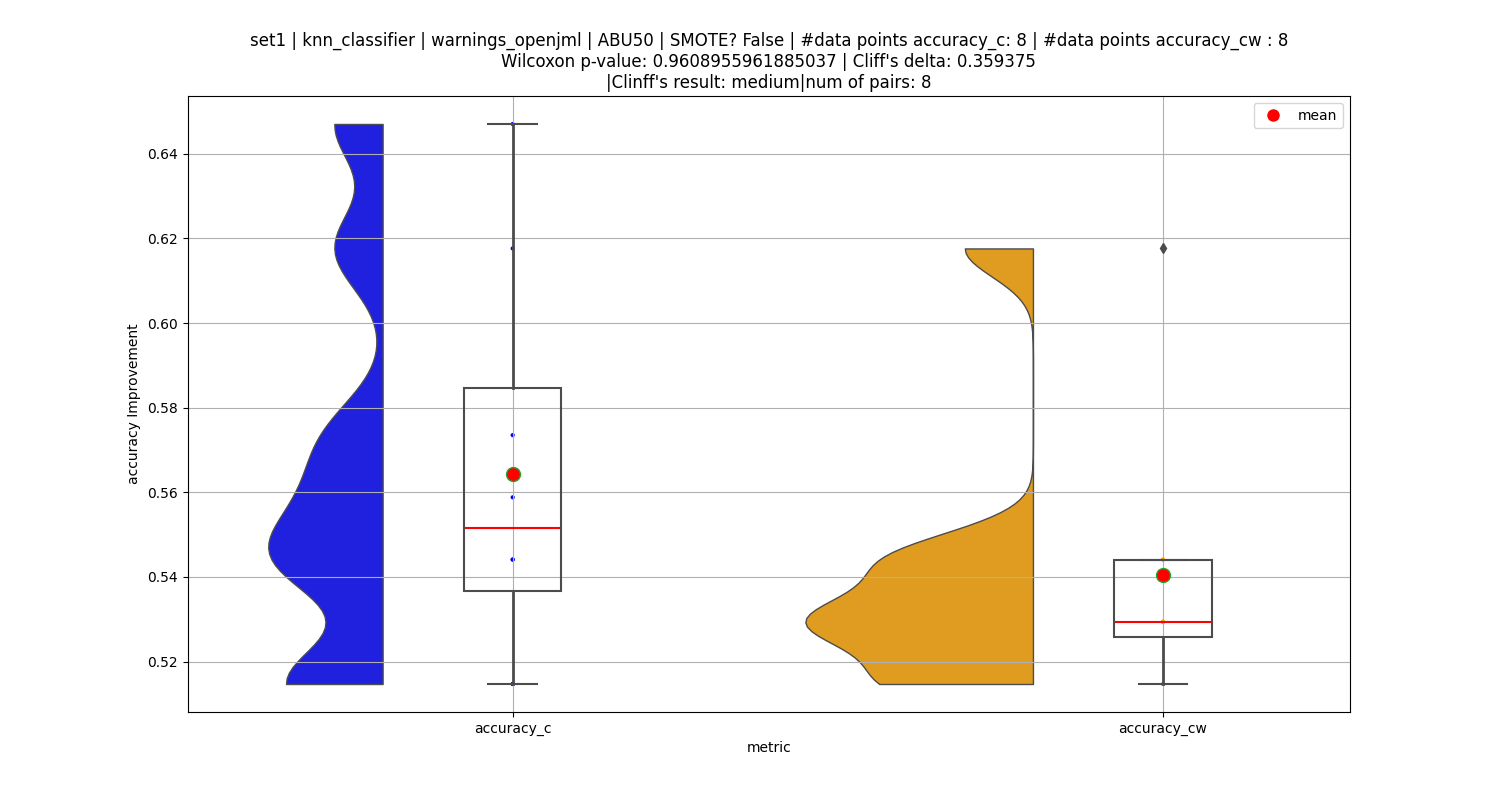 set1 | knn_classifier | warnings_openjml | ABU50 | SMOTE? False | #data points accuracy_c: 8 | #data points accuracy_cw : 8
Wilcoxon p-value: 0.9608955961885037 | Cliff's delta: 0.359375
|Clinff's result: medium|num of pairs: 8
mean
accuracy Improvement
0.64
0.62
0.60
0.58
0.56
0.54
0.52
accuracy_c
accuracy_cw
metric